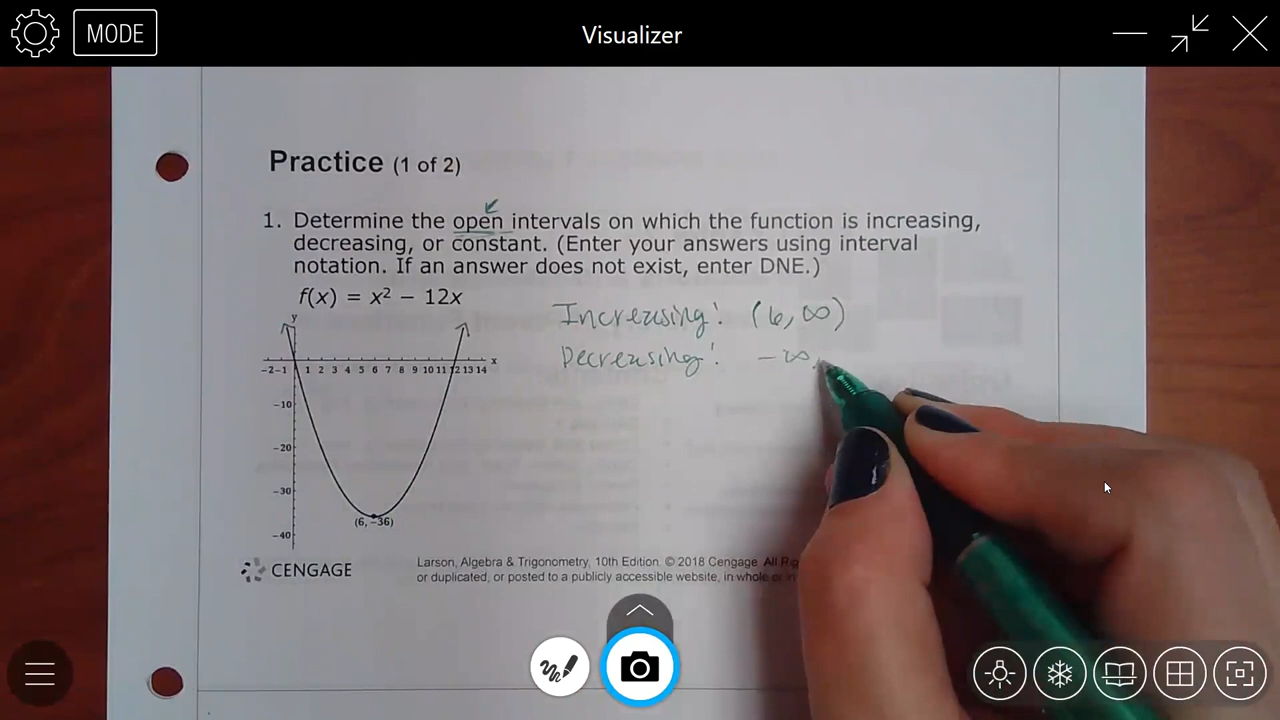 MODE
Visualizer
Practice (1 of 2)
1. Determine the open intervals on which the function is increasing,
decreasing, or constant. (Enter your answers using interval
notation. If an answer does not exist, enter DNE.)
f(x) = x² − 12x
Increasing: (6, ∞)
Decreasing: -∞,
y
x
-2 -1 1 2 3 4 5 6 7 8 9 10 11 12 13 14
-10
-20
-30
(6, -36)
-40
CENGAGE
Larson, Algebra & Trigonometry, 10th Edition. © 2018 Cengage. All
or duplicated, or posted to a publicly accessible website, in whole or in